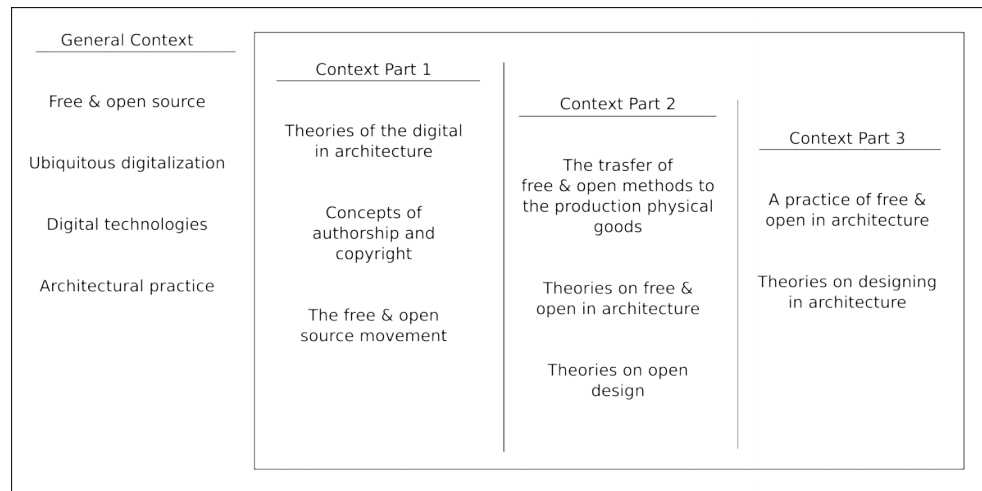 General Context
Free & open source
Ubiquitous digitalization
Digital technologies
Architectural practice
Context Part 1
Theories of the digital
in architecture
Concepts of
authorship and
copyright
The free & open
source movement
Context Part 2
The trasfer of
free & open methods to
the production physical
goods
Theories on free &
open in architecture
Theories on open
design
Context Part 3
A practice of free &
open in architecture
Theories on designing
in architecture